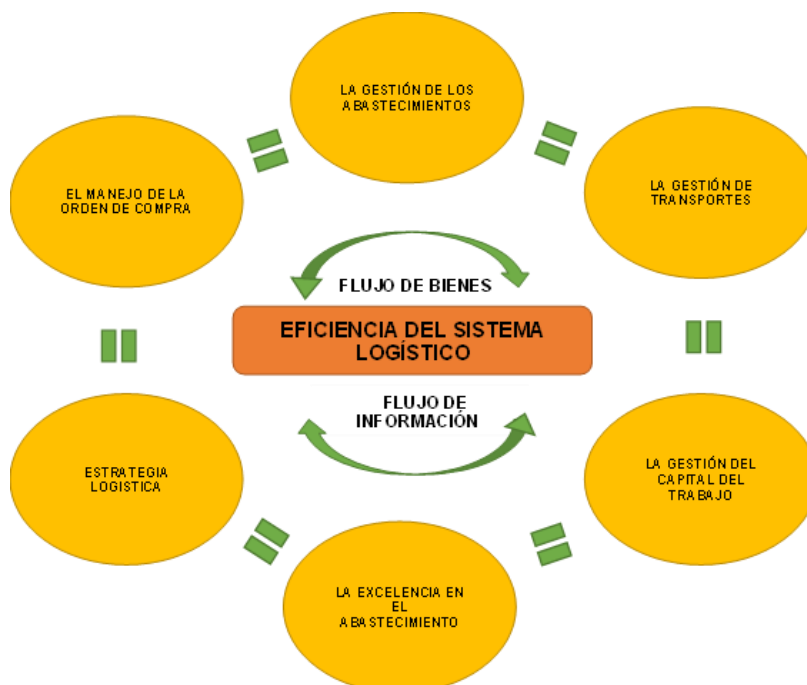 LA GESTIÓN DE LOS
ABASTECIMIENTOS
EL MANEJO DE LA
ORDEN DE COMPRA
LA GESTIÓN DE
TRANSPORTES
FLUJO DE BIENES
EFICIENCIA DEL SISTEMA
LOGÍSTICO
FLUJO DE
INFORMACIÓN
ESTRATEGIA
LOGISTICA
LA GESTIÓN DEL
CAPITAL DEL
TRABAJO
LA EXCELENCIA EN
EL
ABASTECIMIENTO